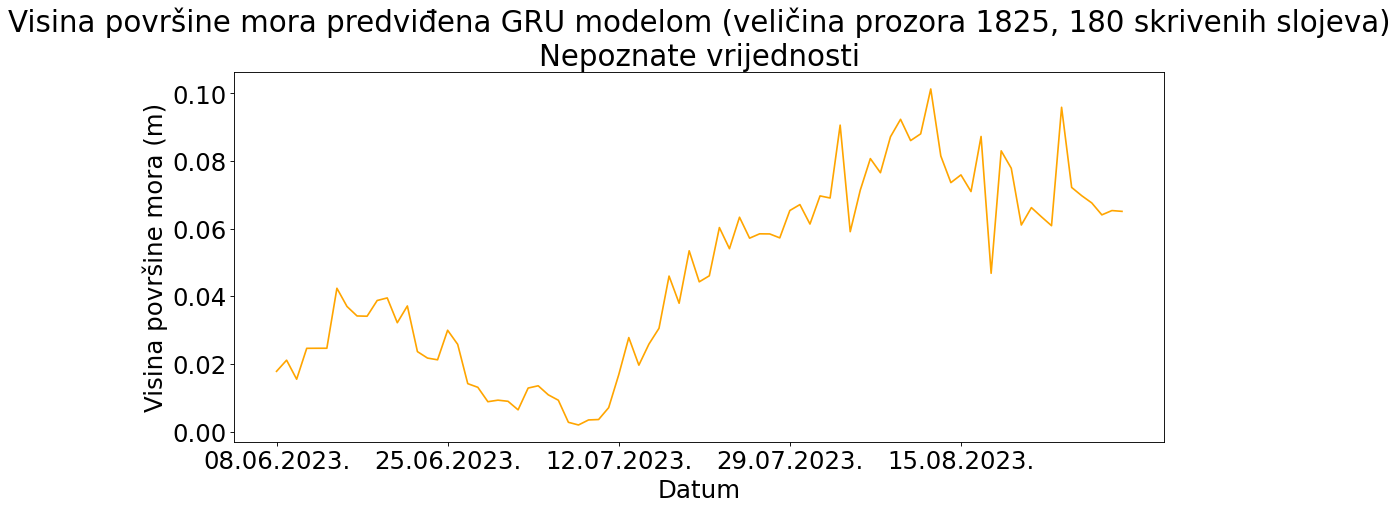 Visina površine mora predviđena GRU modelom (veličina prozora 1825, 180 skrivenih slojeva)
Nepoznate vrijednosti
Visina površine mora (m)
0.10
0.08
0.06
0.04
0.02
0.00
08.06.2023. 25.06.2023. 12.07.2023. 29.07.2023. 15.08.2023.
Datum